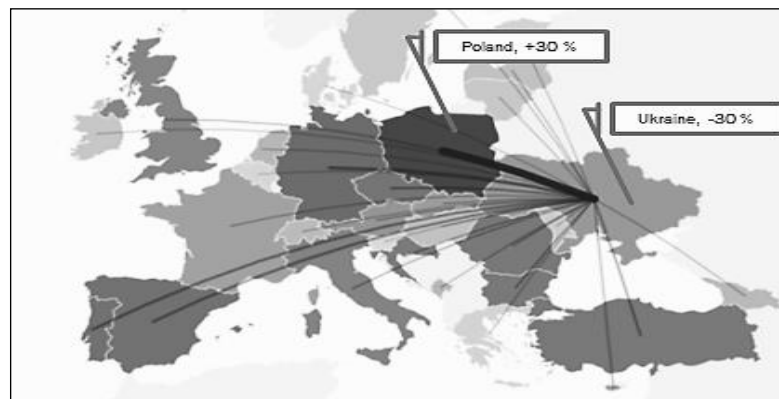 Poland, +30 %
Ukraine, -30 %